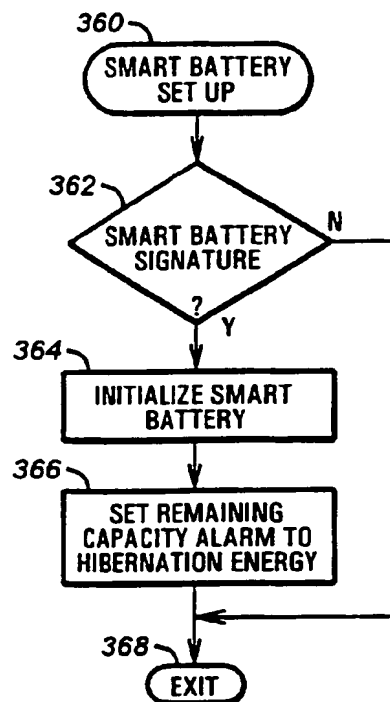 360
SMART BATTERY
SET UP
362
N
SMART BATTERY
SIGNATURE
?
Y
364
INITIALIZE SMART
BATTERY
366
SET REMAINING
CAPACITY ALARM TO
HIBERNATION ENERGY
368
EXIT